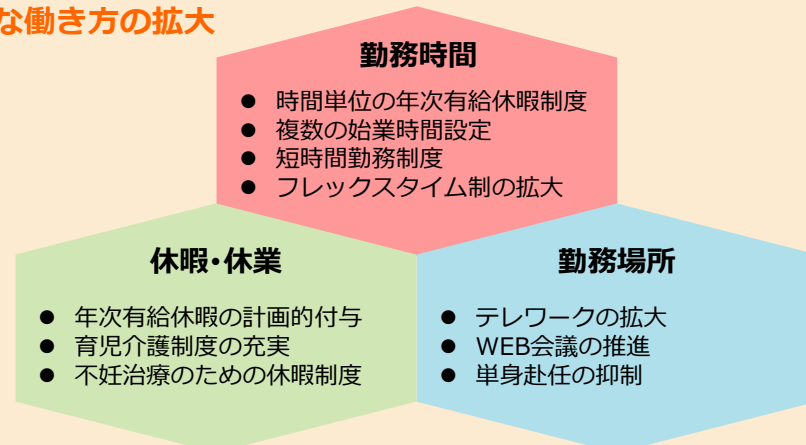 な働き方の拡大
勤務時間
● 時間単位の年次有給休暇制度
● 複数の始業時間設定
● 短時間勤務制度
● フレックスタイム制の拡大
休暇・休業
● 年次有給休暇の計画的付与
● 育児介護制度の充実
● 不妊治療のための休暇制度
勤務場所
● テレワークの拡大
● WEB会議の推進
● 単身赴任の抑制